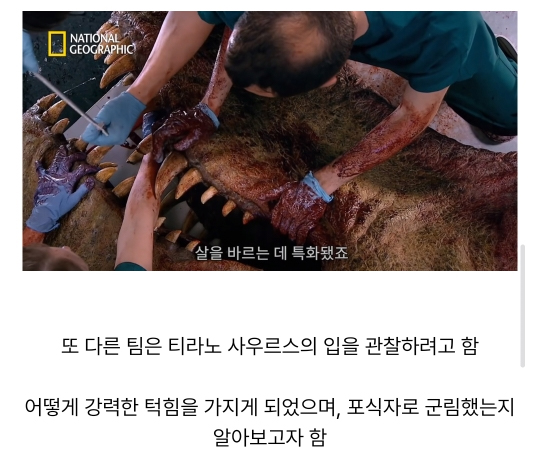 NATIONAL
GEOGRAPHIC
살을 바르는 데 특화됐죠
또 다른 팀은 티라노 사우르스의 입을 관찰하려고 함
어떻게 강력한 턱힘을 가지게 되었으며, 포식자로 군림했는지
알아보고자 함